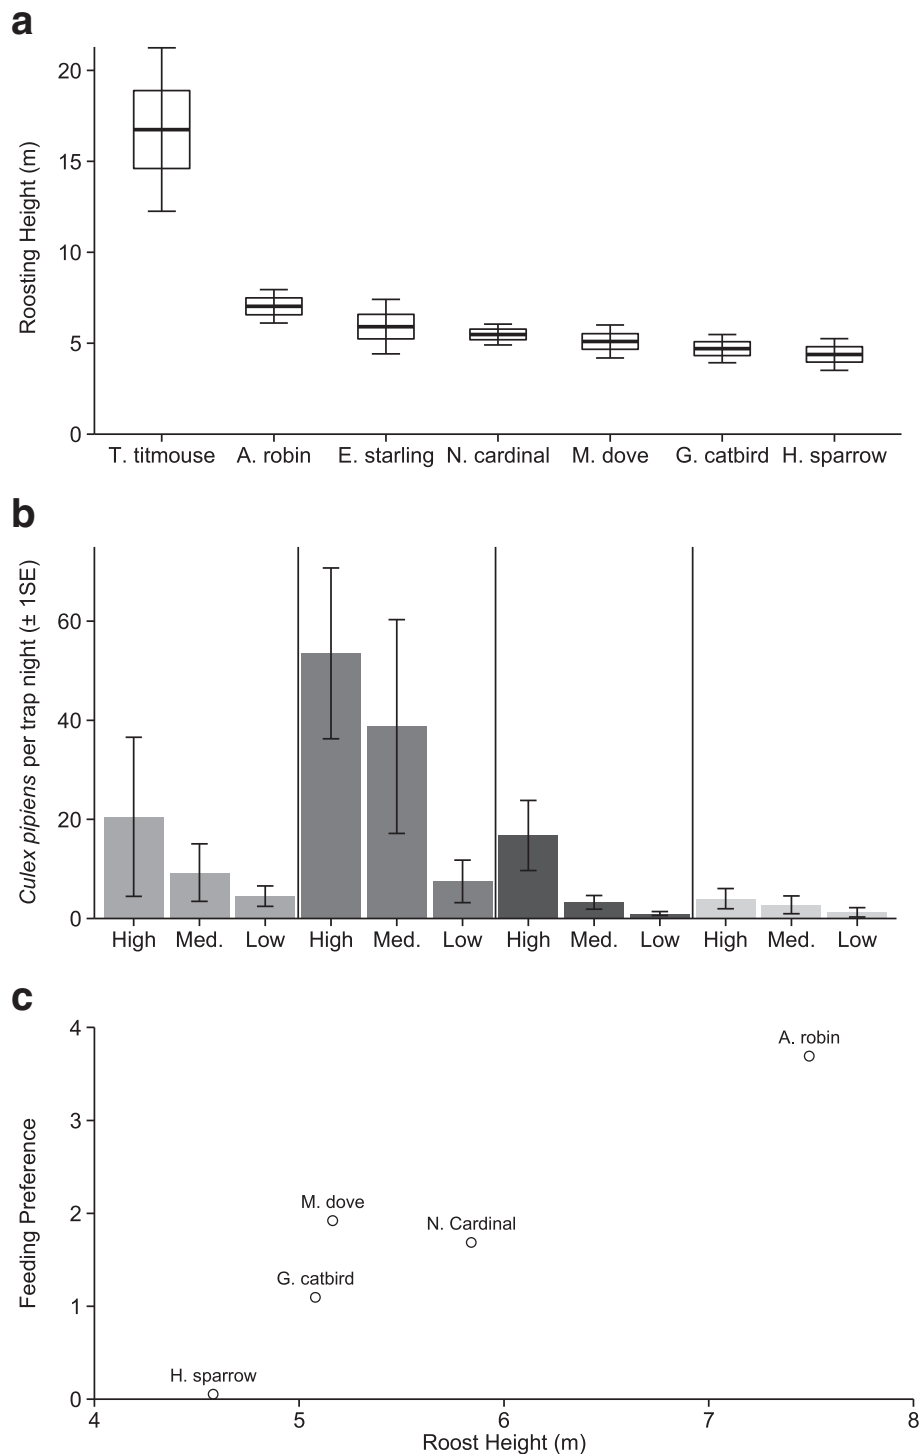 a
Roosting Height (m)
20
15
10
5
0
T. titmouse A. robin E. starling N. cardinal M. dove G. catbird H. sparrow
b
Culex pipiens per trap night (± 1SE)
60
40
20
0
High Med. Low High Med. Low High Med. Low High Med. Low
c
Feeding Preference
4
3
2
1
0
A. robin
M. dove
N. Cardinal
G. catbird
H. sparrow
4 5 6 7 8
Roost Height (m)